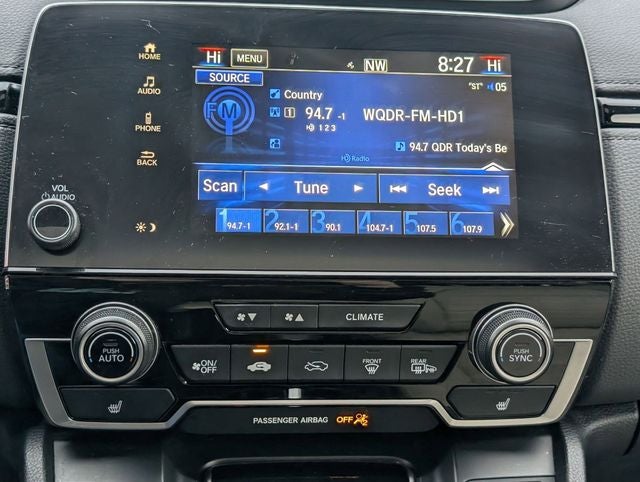 HOME
AUDIO
PHONE
BACK
VOL
AUDIO
Hi MENU NW 8:27 Hi
SOURCE "ST" 05
FM
Country
1 94.7-1 WQDR-FM-HD1
HD 1 2 3
94.7 QDR Today's Be
HD Radio
Scan Tune Seek
1 94.7-1 2 92.1-1 3 90.1 4 104.7-1 5 107.5 6 107.9
CLIMATE
PUSH AUTO
ON/OFF
FRONT
REAR
PUSH SYNC
PASSENGER AIRBAG OFF